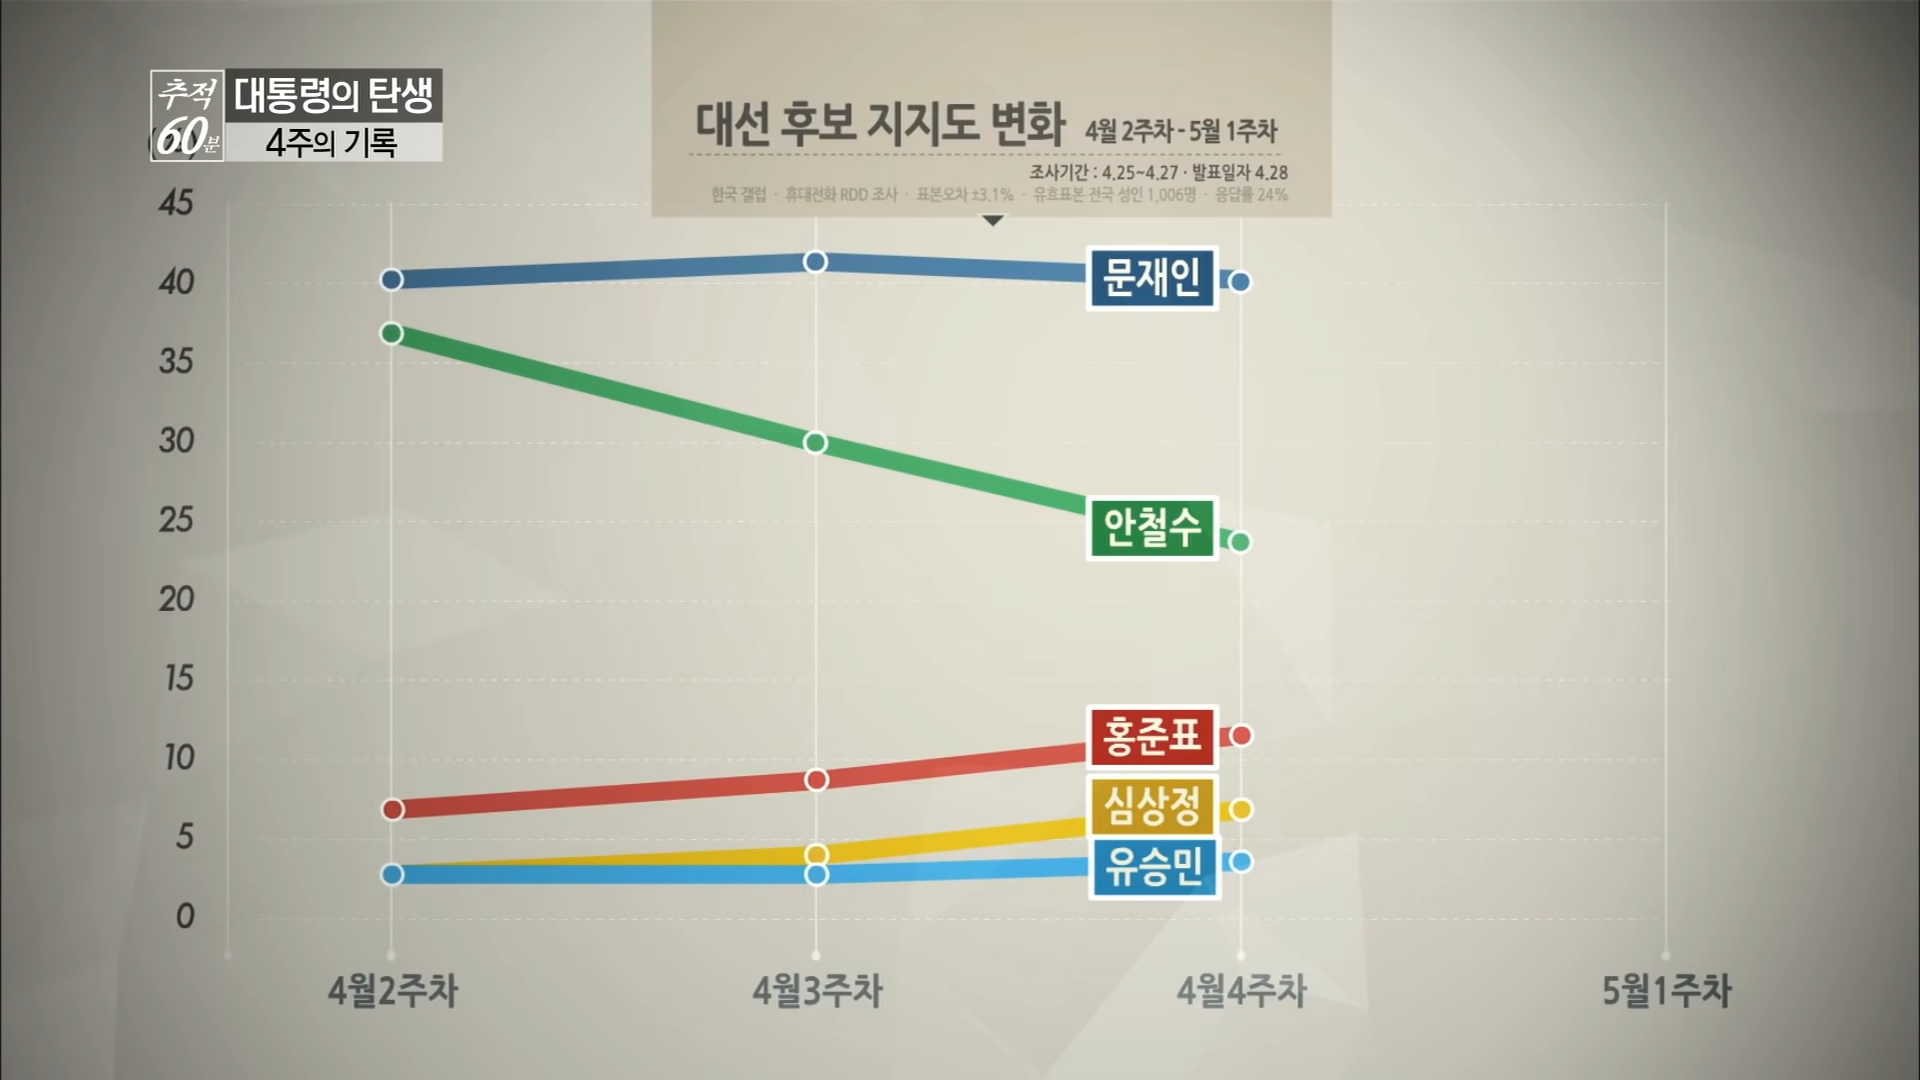 추적
60분
대통령의 탄생
4주의 기록
대선 후보 지지도 변화 4월 2주차 - 5월 1주차
조사기간 : 4.25~4.27 · 발표일자 4.28
한국 갤럽 · 휴대전화 RDD 조사 · 표본오차 ±3.1% · 유효표본 전국 성인 1,006명 · 응답률 24%
45
40
35
30
25
20
15
10
5
0
문재인
안철수
홍준표
심상정
유승민
4월2주차
4월3주차
4월4주차
5월1주차